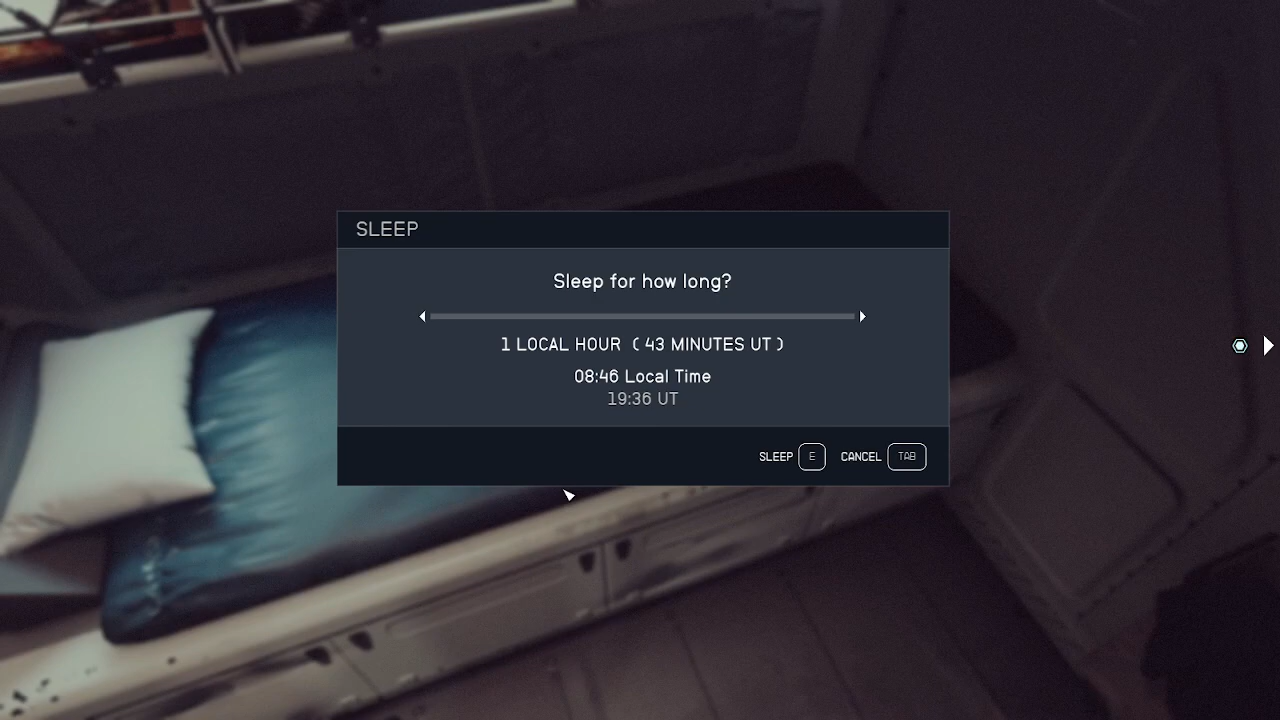 SLEEP
Sleep for how long?
1 LOCAL HOUR ( 43 MINUTES UT )
08:46 Local Time
19:36 UT
SLEEP E CANCEL TAB